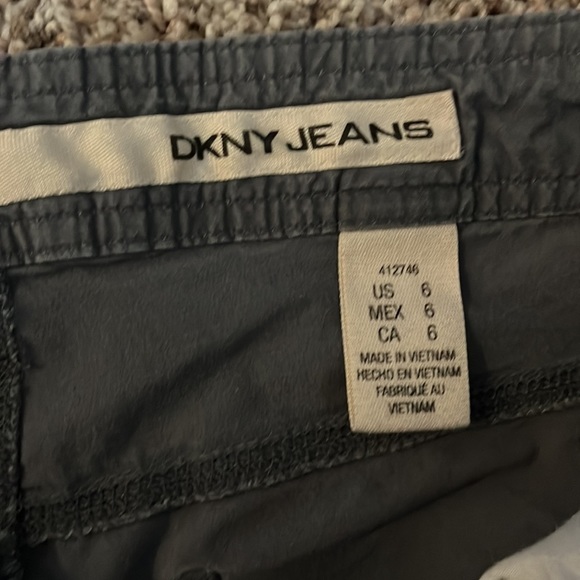 DKNY JEANS
412746
US 6
MEX 6
CA 6
MADE IN VIETNAM
HECHO EN VIETNAM
FABRIQUÉ AU
VIETNAM